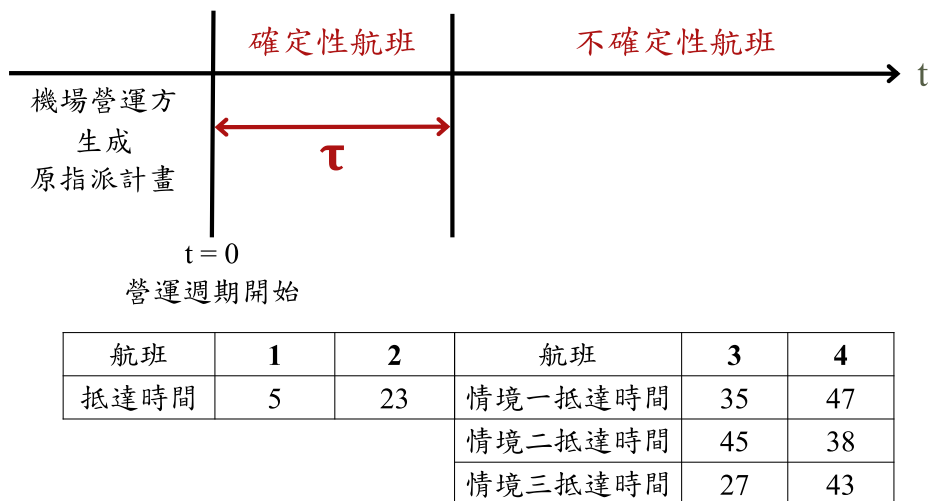 確定性航班
不確定性航班
t
機場營運方
生成
原指派計畫
τ
t = 0
營運週期開始
航班 1 2 航班 3 4
抵達時間 5 23 情境一抵達時間 35 47
情境二抵達時間 45 38
情境三抵達時間 27 43